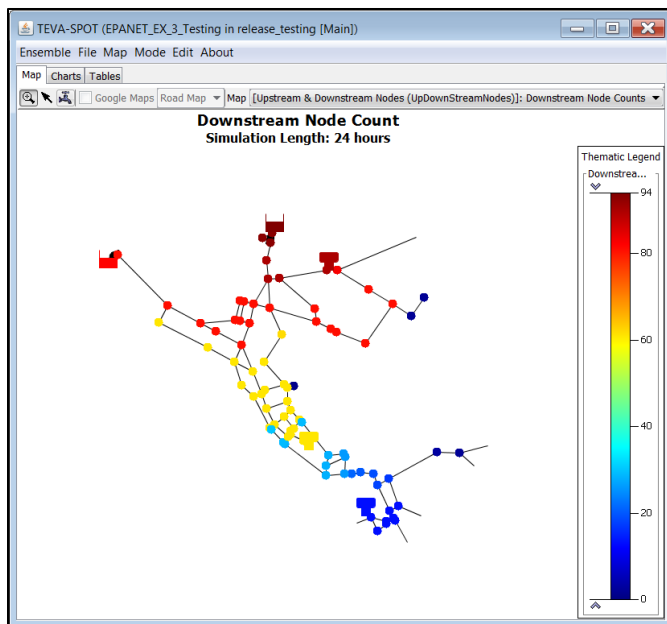 TEVA-SPOT (EPANET_EX_3_Testing in release_testing [Main])
Ensemble File Map Mode Edit About
Map Charts Tables
Google Maps Road Map Map [Upstream & Downstream Nodes (UpDownStreamNodes)]: Downstream Node Counts
Downstream Node Count
Simulation Length: 24 hours
Thematic Legend
Downstrea...
94
80
60
40
20
0